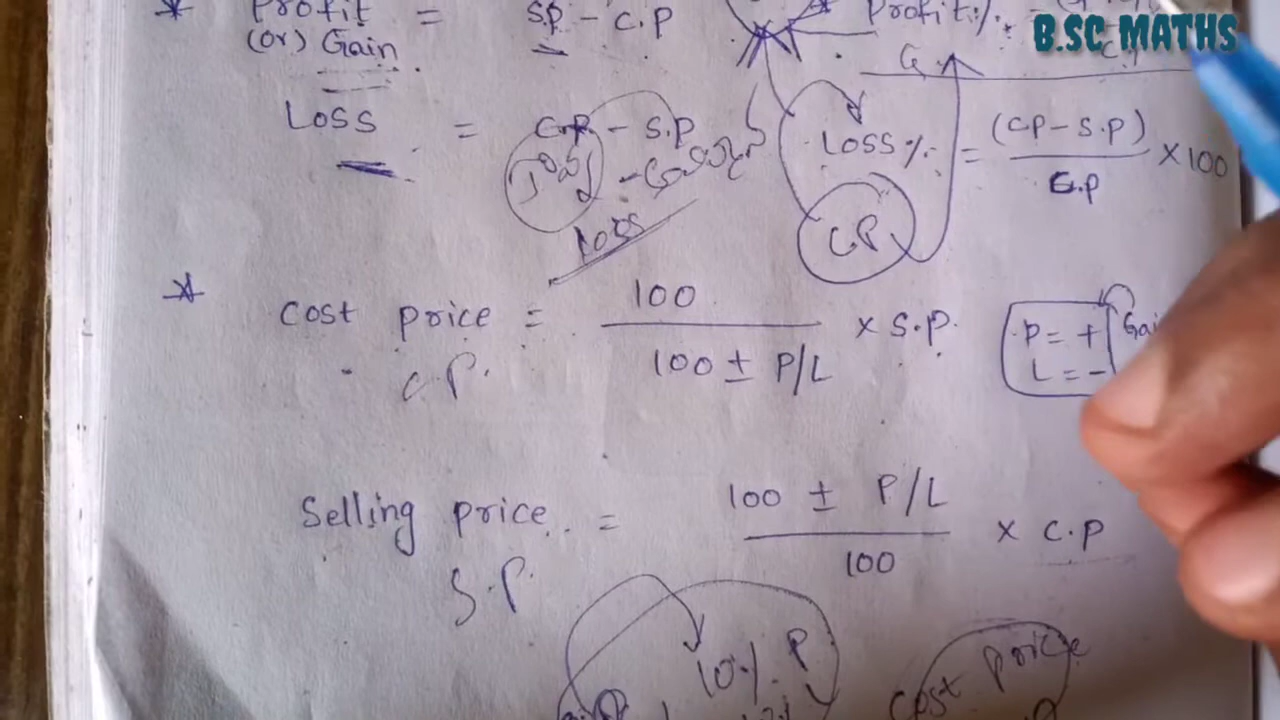 * Profit = S.P - C.P
(or) Gain
Profit %. =
B.SC MATHS
Loss = C.P - S.P
Loss %. = (CP - S.P) / C.P × 100
Loss
C.P
* Cost price = 100 / 100 ± P/L × S.P.
C.P.
P = +
L = -
Selling price = 100 ± P/L / 100 × C.P
S.P.
10% P
Cost price